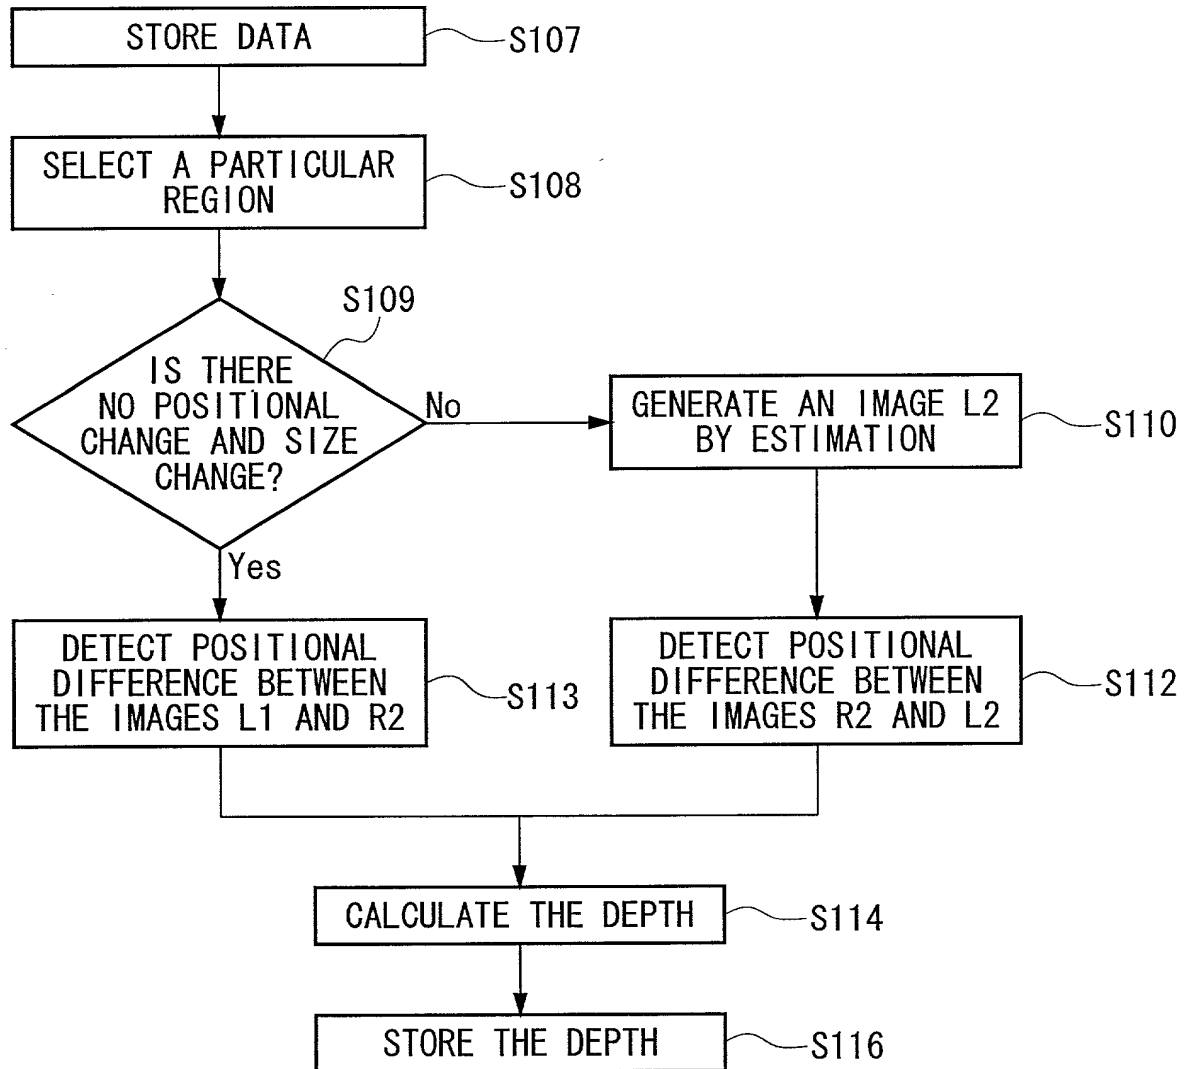 STORE DATA
S107
SELECT A PARTICULAR
REGION
S108
S109
IS THERE
NO POSITIONAL
CHANGE AND SIZE
CHANGE?
No
GENERATE AN IMAGE L2
BY ESTIMATION
S110
Yes
DETECT POSITIONAL
DIFFERENCE BETWEEN
THE IMAGES L1 AND R2
S113
DETECT POSITIONAL
DIFFERENCE BETWEEN
THE IMAGES R2 AND L2
S112
CALCULATE THE DEPTH
S114
STORE THE DEPTH
S116